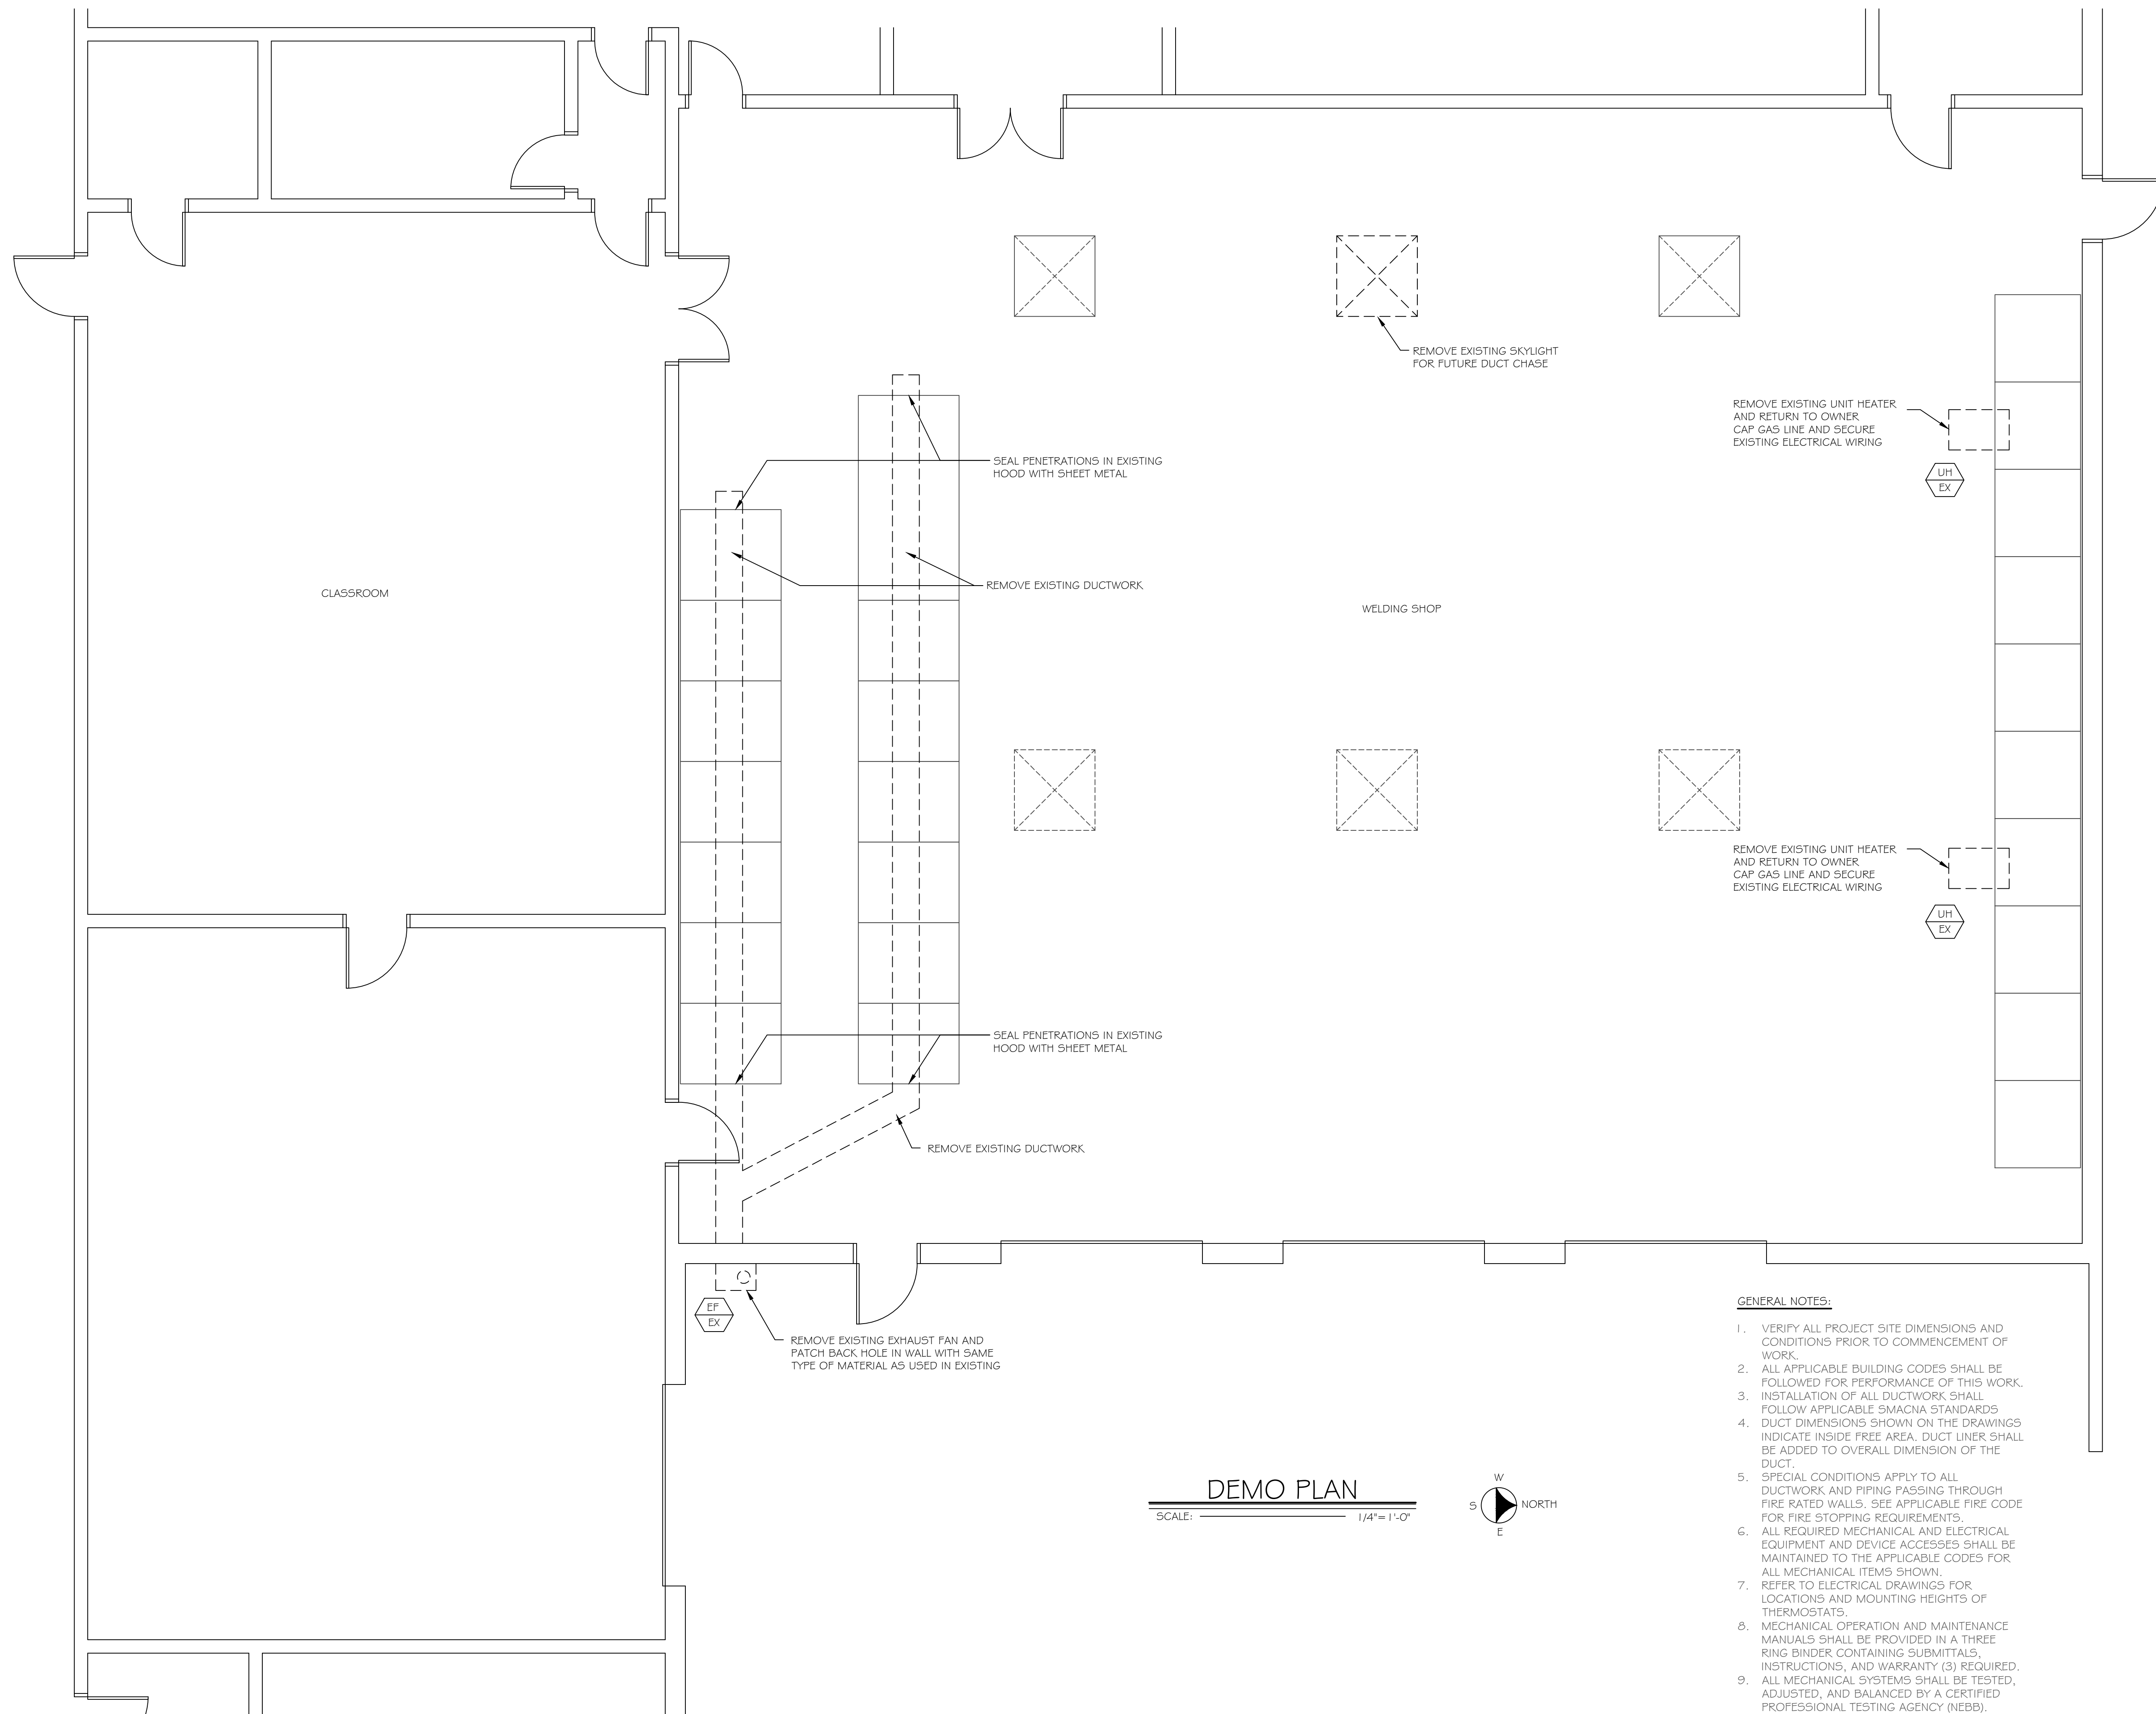 REMOVE EXISTING SKYLIGHT
FOR FUTURE DUCT CHASE
REMOVE EXISTING UNIT HEATER
AND RETURN TO OWNER
CAP GAS LINE AND SECURE
EXISTING ELECTRICAL WIRING
UH
EX
SEAL PENETRATIONS IN EXISTING
HOOD WITH SHEET METAL
REMOVE EXISTING DUCTWORK
CLASSROOM
WELDING SHOP
REMOVE EXISTING UNIT HEATER
AND RETURN TO OWNER
CAP GAS LINE AND SECURE
EXISTING ELECTRICAL WIRING
UH
EX
SEAL PENETRATIONS IN EXISTING
HOOD WITH SHEET METAL
REMOVE EXISTING DUCTWORK
EF
EX
REMOVE EXISTING EXHAUST FAN AND
PATCH BACK HOLE IN WALL WITH SAME
TYPE OF MATERIAL AS USED IN EXISTING
DEMO PLAN
SCALE: 1/4"=1'-0"
W
S NORTH
E
GENERAL NOTES:
1. VERIFY ALL PROJECT SITE DIMENSIONS AND
CONDITIONS PRIOR TO COMMENCEMENT OF
WORK.
2. ALL APPLICABLE BUILDING CODES SHALL BE
FOLLOWED FOR PERFORMANCE OF THIS WORK.
3. INSTALLATION OF ALL DUCTWORK SHALL
FOLLOW APPLICABLE SMACNA STANDARDS
4. DUCT DIMENSIONS SHOWN ON THE DRAWINGS
INDICATE INSIDE FREE AREA. DUCT LINER SHALL
BE ADDED TO OVERALL DIMENSION OF THE
DUCT.
5. SPECIAL CONDITIONS APPLY TO ALL
DUCTWORK AND PIPING PASSING THROUGH
FIRE RATED WALLS. SEE APPLICABLE FIRE CODE
FOR FIRE STOPPING REQUIREMENTS.
6. ALL REQUIRED MECHANICAL AND ELECTRICAL
EQUIPMENT AND DEVICE ACCESSES SHALL BE
MAINTAINED TO THE APPLICABLE CODES FOR
ALL MECHANICAL ITEMS SHOWN.
7. REFER TO ELECTRICAL DRAWINGS FOR
LOCATIONS AND MOUNTING HEIGHTS OF
THERMOSTATS.
8. MECHANICAL OPERATION AND MAINTENANCE
MANUALS SHALL BE PROVIDED IN A THREE
RING BINDER CONTAINING SUBMITTALS,
INSTRUCTIONS, AND WARRANTY (3) REQUIRED.
9. ALL MECHANICAL SYSTEMS SHALL BE TESTED,
ADJUSTED, AND BALANCED BY A CERTIFIED
PROFESSIONAL TESTING AGENCY (NEBB).